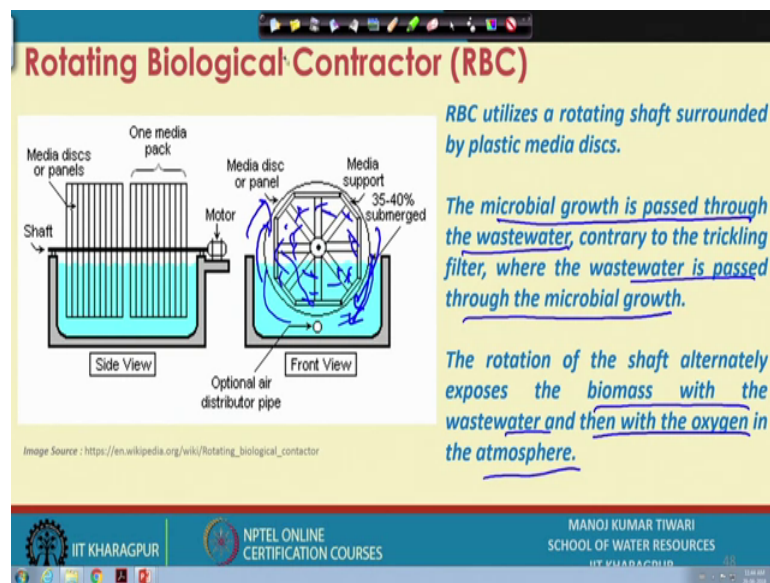 Rotating Biological Contractor (RBC)
One media
pack
Media discs
or panels
Shaft
Motor
Side View
Media disc
or panel
Media
support
35-40%
submerged
Optional air
distributor pipe
Front View
Image Source : https://en.wikipedia.org/wiki/Rotating_biological_contactor
RBC utilizes a rotating shaft surrounded
by plastic media discs.
The microbial growth is passed through
the wastewater, contrary to the trickling
filter, where the wastewater is passed
through the microbial growth.
The rotation of the shaft alternately
exposes the biomass with the
wastewater and then with the oxygen in
the atmosphere.
IIT KHARAGPUR
NPTEL ONLINE
CERTIFICATION COURSES
MANOJ KUMAR TIWARI
SCHOOL OF WATER RESOURCES
IIT KHARAGPUR
48